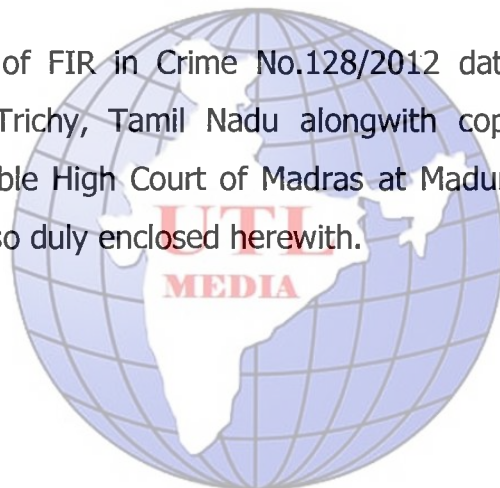 of FIR in Crime No.128/2012 dat
Trichy, Tamil Nadu alongwith cop
ble High Court of Madras at Madur
so duly enclosed herewith.
UTL
MEDIA